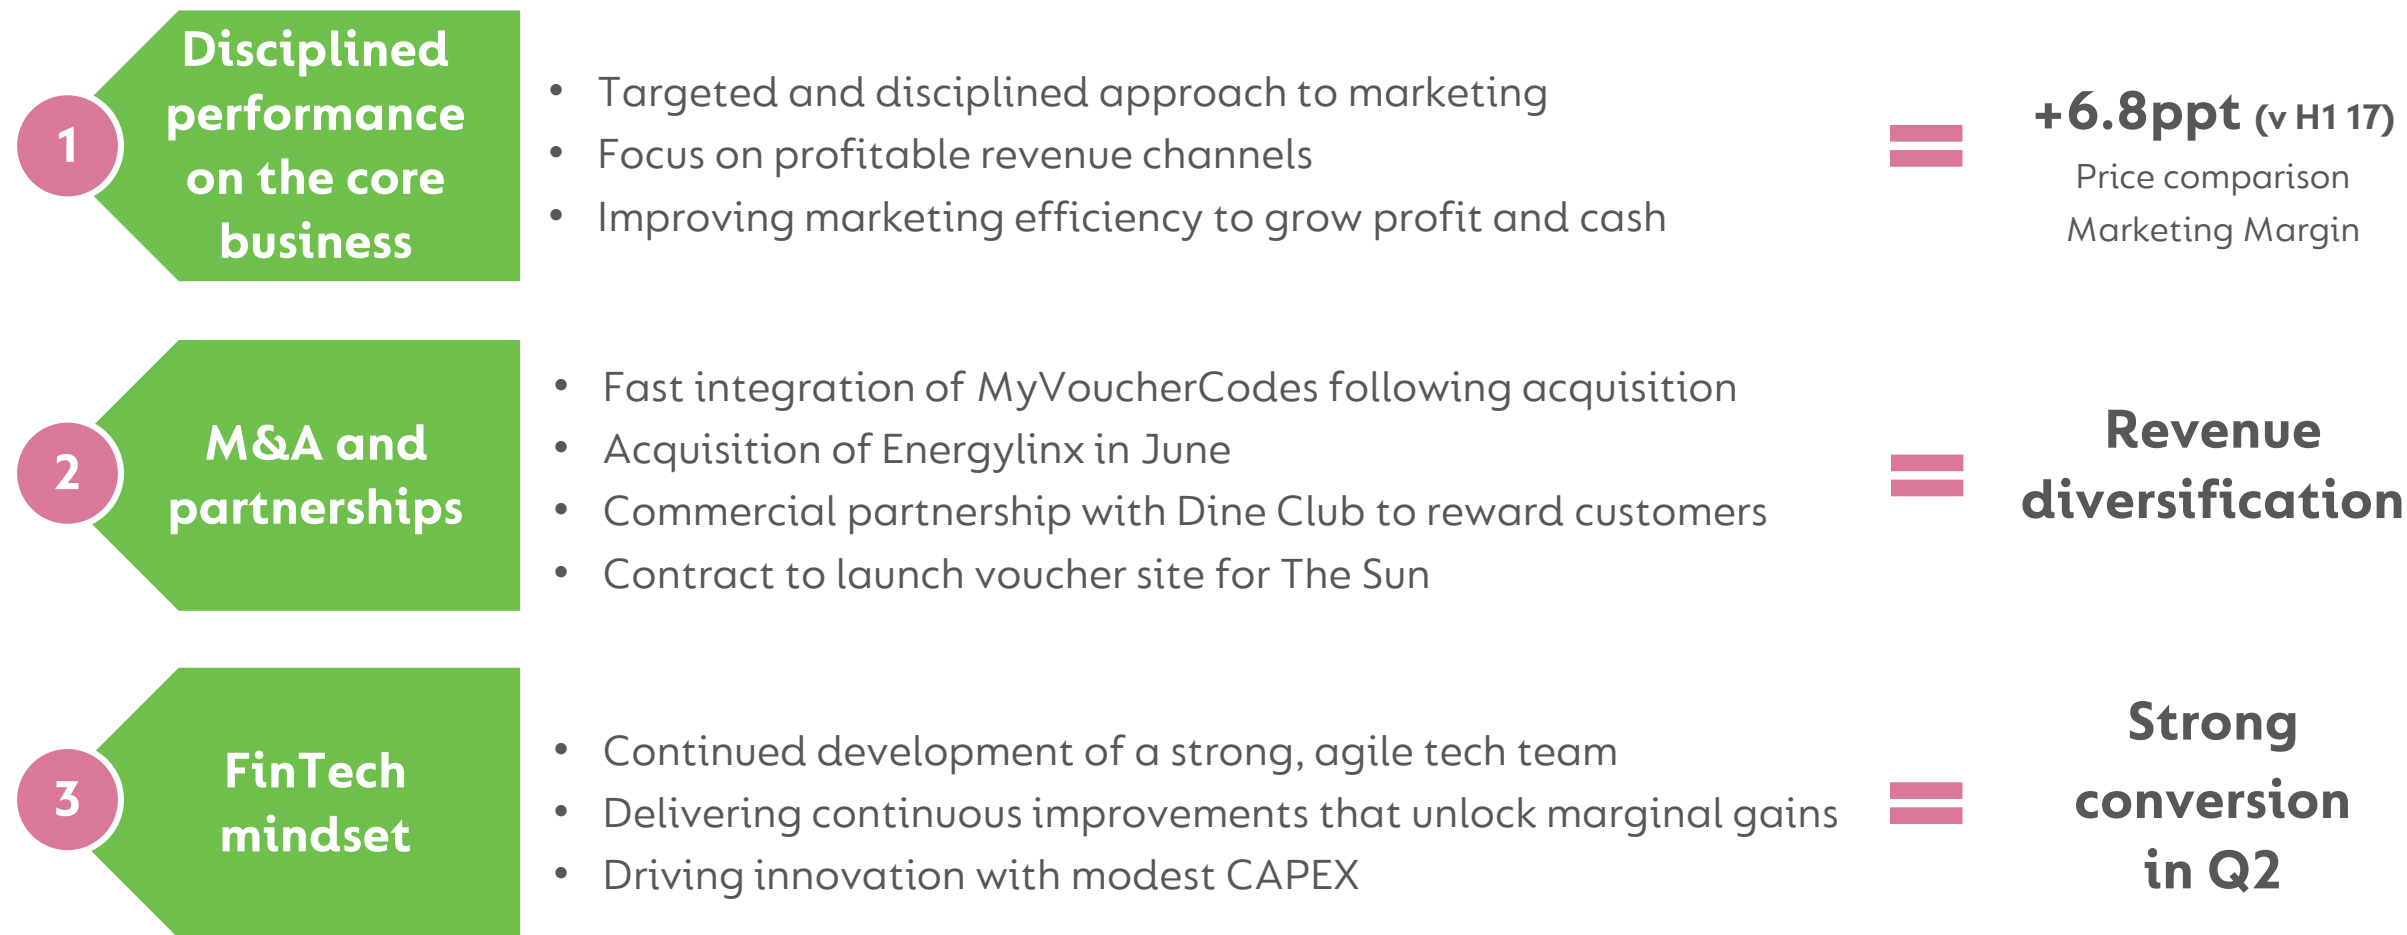 1
Disciplined
performance
on the core
business
• Targeted and disciplined approach to marketing
• Focus on profitable revenue channels
• Improving marketing efficiency to grow profit and cash
+6.8ppt (v H1 17)
Price comparison
Marketing Margin
2
M&A and
partnerships
• Fast integration of MyVoucherCodes following acquisition
• Acquisition of Energylinx in June
• Commercial partnership with Dine Club to reward customers
• Contract to launch voucher site for The Sun
Revenue
diversification
3
FinTech
mindset
• Continued development of a strong, agile tech team
• Delivering continuous improvements that unlock marginal gains
• Driving innovation with modest CAPEX
Strong
conversion
in Q2